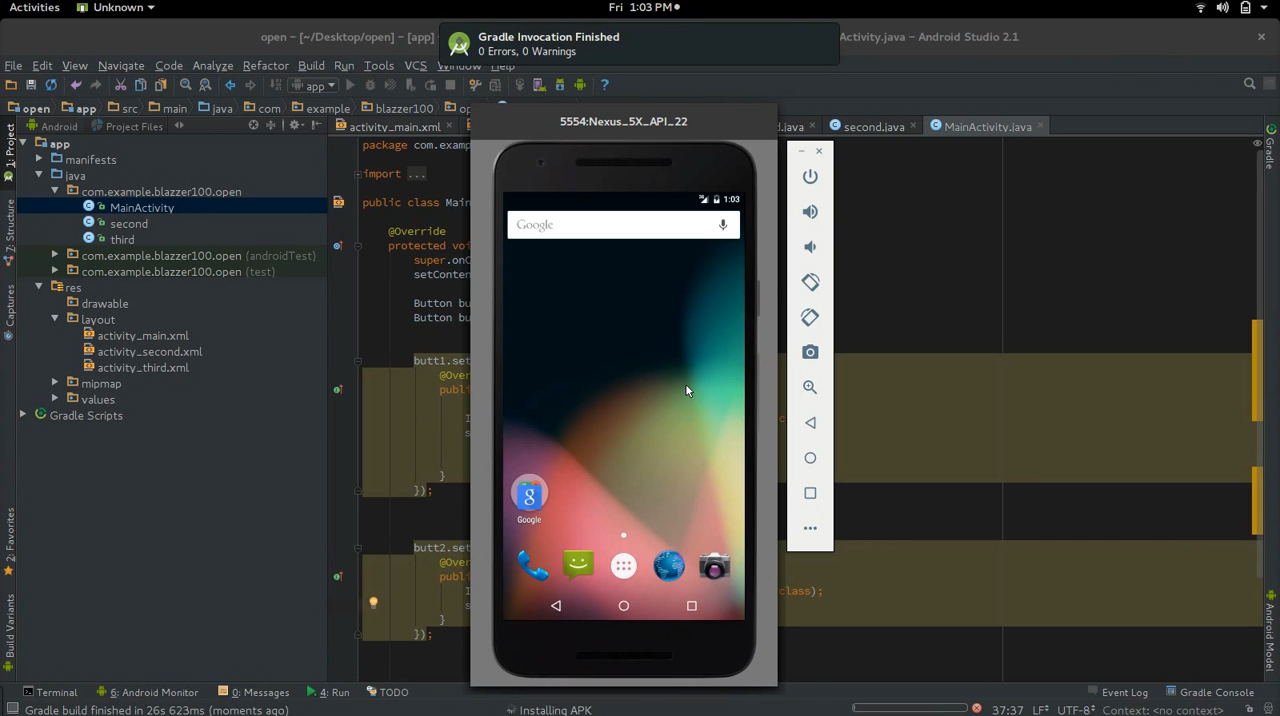 Activities
Unknown
Fri 1:03 PM
open – [~/Desktop/open] – [app]
Activity.java – Android Studio 2.1
Gradle Invocation Finished
0 Errors, 0 Warnings
File Edit View Navigate Code Analyze Refactor Build Run Tools VCS Window Help
app
open app src main java com example blazzer100
Android Project Files
activity_main.xml
second.java
MainActivity.java
1: Project
Z: Structure
Captures
2: Favorites
Build Variants
Gradle
Android Model
app
manifests
java
com.example.blazzer100.open
MainActivity
second
third
com.example.blazzer100.open (androidTest)
com.example.blazzer100.open (test)
res
drawable
layout
activity_main.xml
activity_second.xml
activity_third.xml
mipmap
values
Gradle Scripts
package com.examp
import ...
public class Main
@Override
protected voi
super.onC
setConten
Button bu
Button bu
butt1.set
@Over
publi
I
s
}
});
butt2.set
@Over
publi
I
class);
s
}
});
5554:Nexus_5X_API_22
1:03
Google
Google
Terminal
6: Android Monitor
0: Messages
4: Run
TODO
Event Log
Gradle Console
Gradle build finished in 26s 623ms (moments ago)
Installing APK
37:37
LF
UTF-8
Context: <no context>